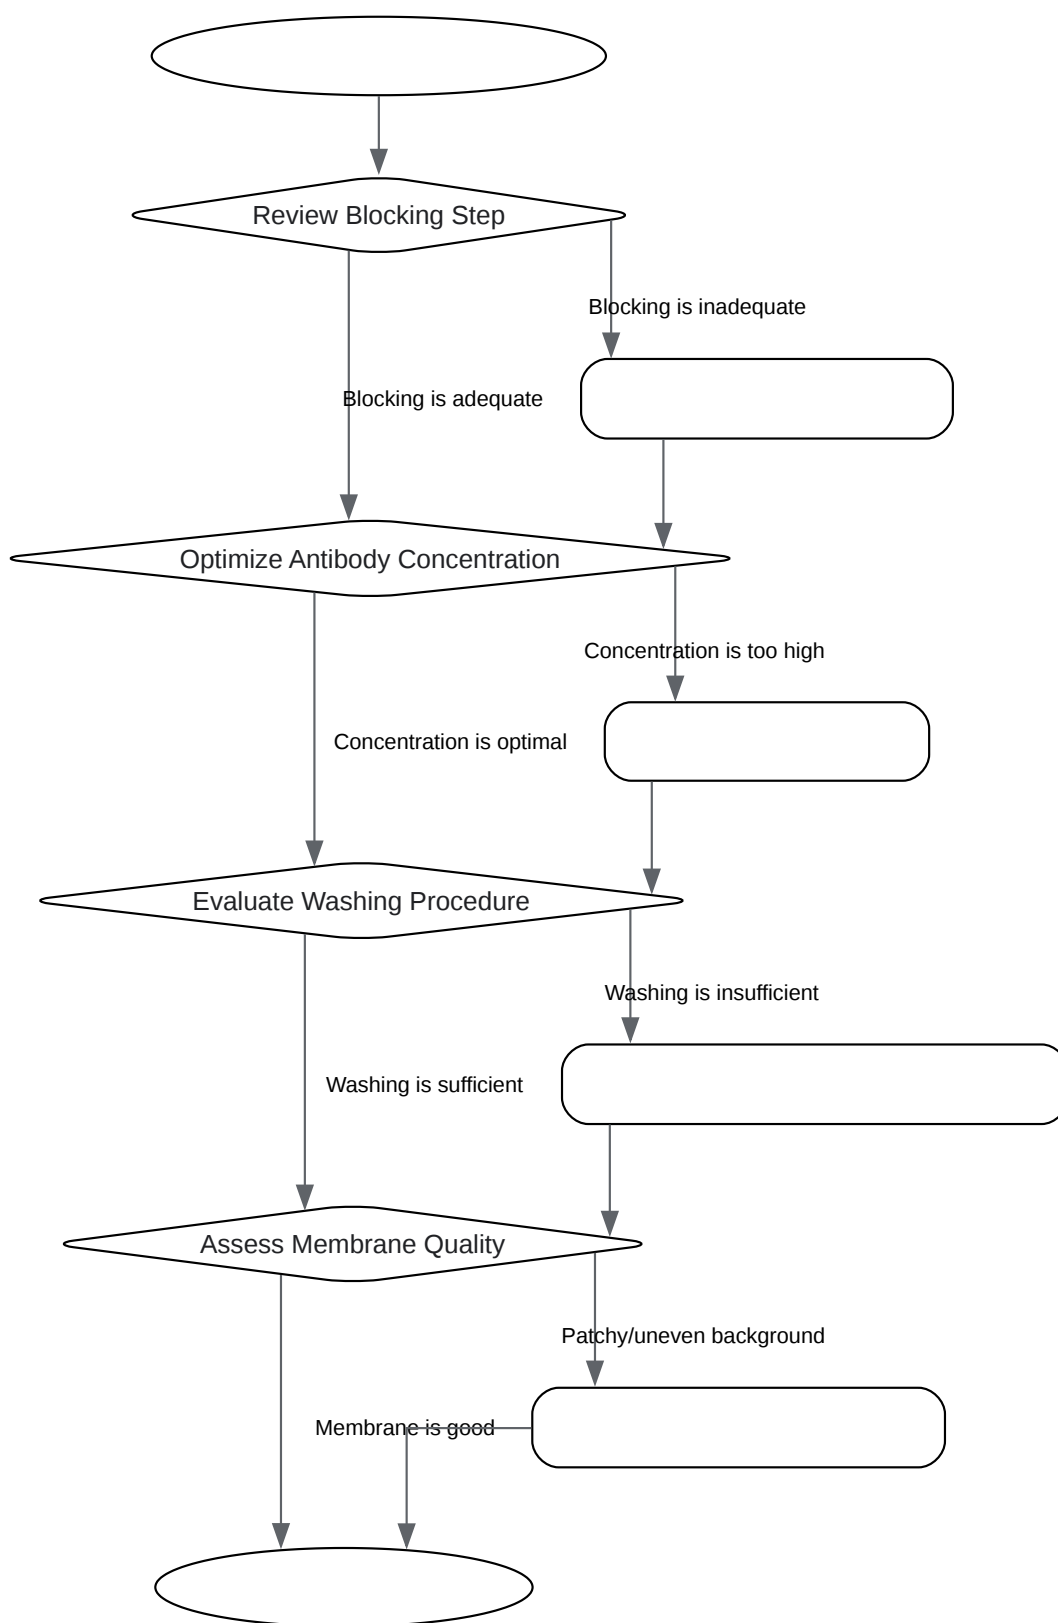 Review Blocking Step
Blocking is inadequate
Blocking is adequate
Optimize Antibody Concentration
Concentration is too high
Concentration is optimal
Evaluate Washing Procedure
Washing is insufficient
Washing is sufficient
Assess Membrane Quality
Patchy/uneven background
Membrane is good